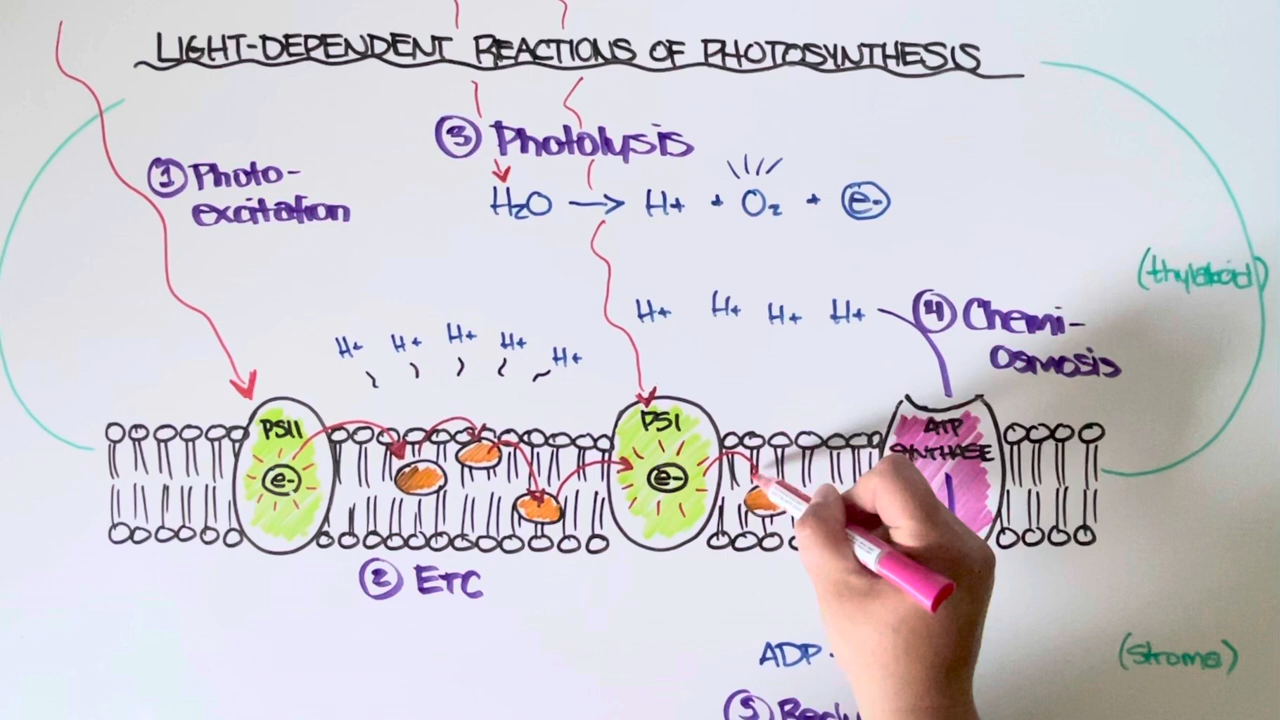 LIGHT-DEPENDENT REACTIONS OF PHOTOSYNTHESIS
③ Photolysis
① Photo-
excitation
H2O → H+ + O2 + e-
(thylakoid)
H+ H+ H+ H+
④ Chemi-
osmosis
H+ H+ H+ H+ H+
PSII
PSI
ATP
SYNTHASE
e-
e-
② ETC
ADP
(stroma)
⑤